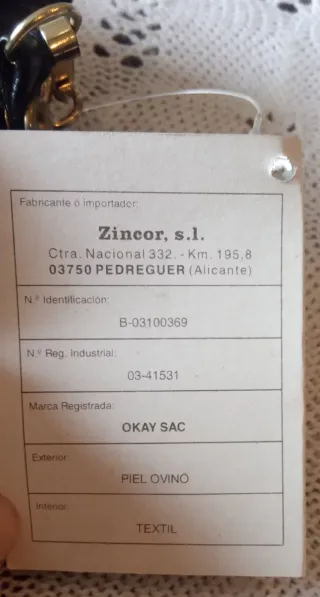 Fabricante ó importador:
Zincor, s.l.
Ctra. Nacional 332. - Km. 195,8
03750 PEDREGUER (Alicante)
N.º Identificación:
B-03100369
N.º Reg. Industrial:
03-41531
Marca Registrada:
OKAY SAC
Exterior:
PIEL OVINO
Interior:
TEXTIL